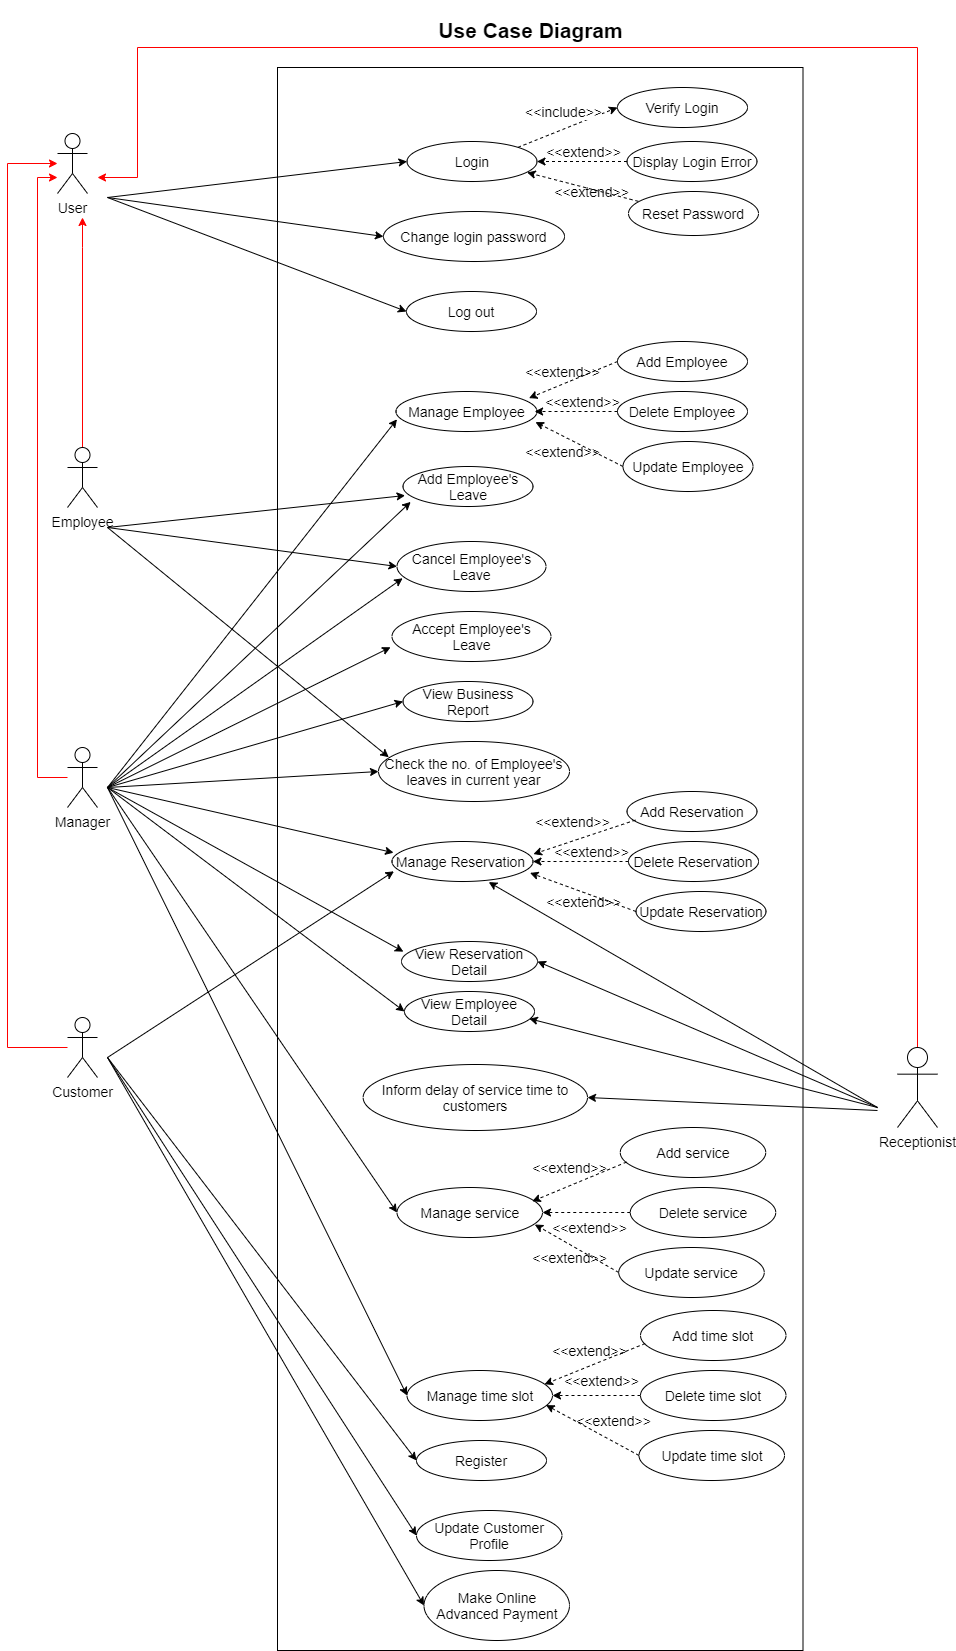 Use Case Diagram
<<include>>
Verify Login
Login
<<extend>>
Display Login Error
<<extend>>
Reset Password
User
Change login password
Log out
Add Employee
<<extend>>
Manage Employee
<<extend>>
Delete Employee
<<extend>>
Update Employee
Add Employee's
Leave
Employee
Cancel Employee's
Leave
Accept Employee's
Leave
View Business
Report
Check the no. of Employee's
leaves in current year
Manager
Add Reservation
<<extend>>
Manage Reservation
<<extend>>
Delete Reservation
<<extend>>
Update Reservation
View Reservation
Detail
View Employee
Detail
Customer
Inform delay of service time to
customers
Receptionist
Add service
<<extend>>
Manage service
Delete service
<<extend>>
<<extend>>
Update service
Add time slot
<<extend>>
<<extend>>
Manage time slot
Delete time slot
<<extend>>
Update time slot
Register
Update Customer
Profile
Make Online
Advanced Payment